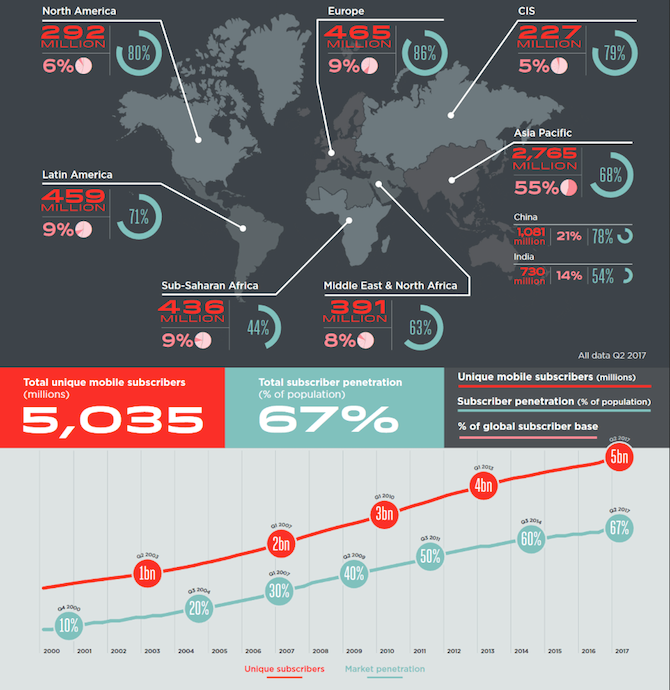 North America
292
MILLION
6%
80%
Europe
465
MILLION
9%
86%
CIS
227
MILLION
5%
79%
Asia Pacific
2,765
MILLION
55%
68%
China
1,081
million
21%
78%
India
730
million
14%
54%
Latin America
459
MILLION
9%
71%
Sub-Saharan Africa
436
MILLION
9%
44%
Middle East & North Africa
391
MILLION
8%
63%
All data Q2 2017
Total unique mobile subscribers
(millions)
5,035
Total subscriber penetration
(% of population)
67%
Unique mobile subscribers (millions)
Subscriber penetration (% of population)
% of global subscriber base
Q2 2017
5bn
Q1 2013
4bn
Q1 2010
3bn
Q1 2007
2bn
Q2 2003
1bn
Q2 2017
67%
Q3 2014
60%
Q3 2011
50%
Q2 2009
40%
Q1 2007
30%
Q3 2004
20%
Q4 2000
10%
2000 2001 2002 2003 2004 2005 2006 2007 2008 2009 2010 2011 2012 2013 2014 2015 2016 2017
Unique subscribers
Market penetration